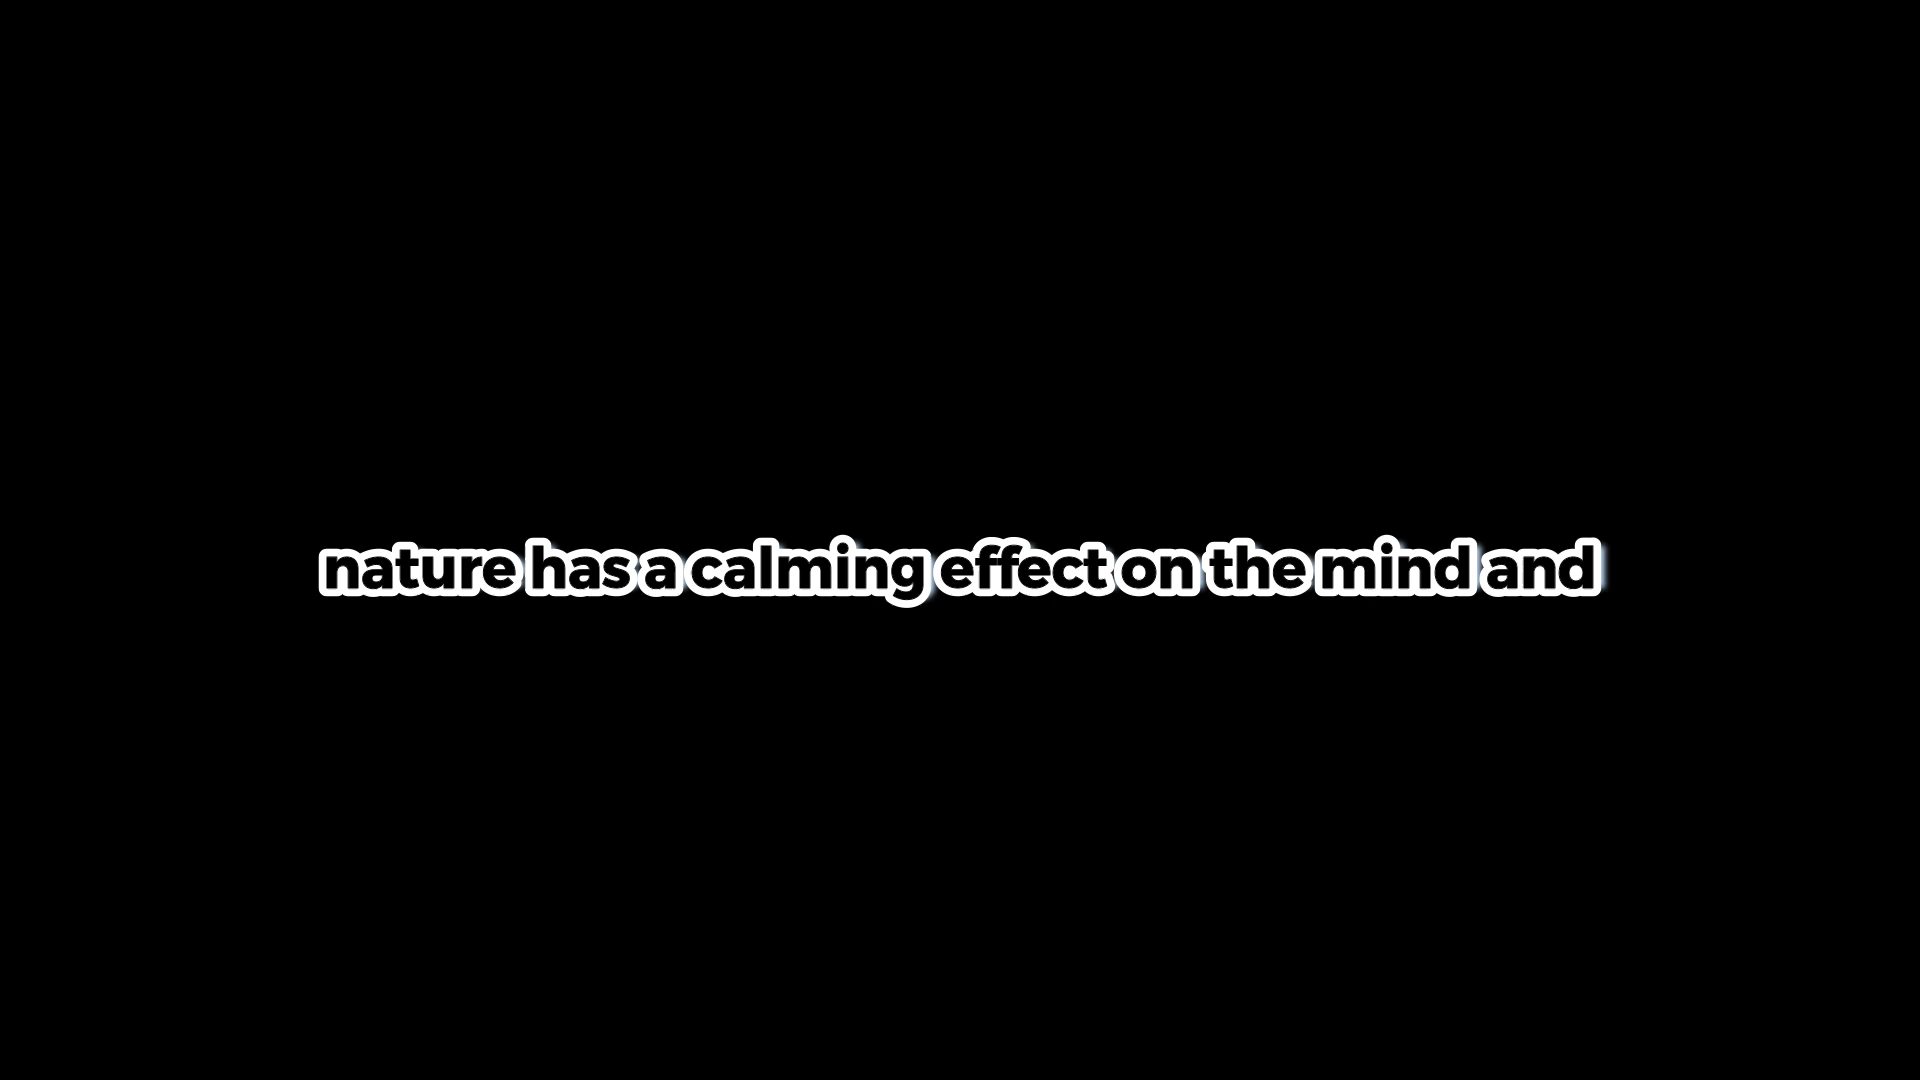 nature has a calming effect on the mind and